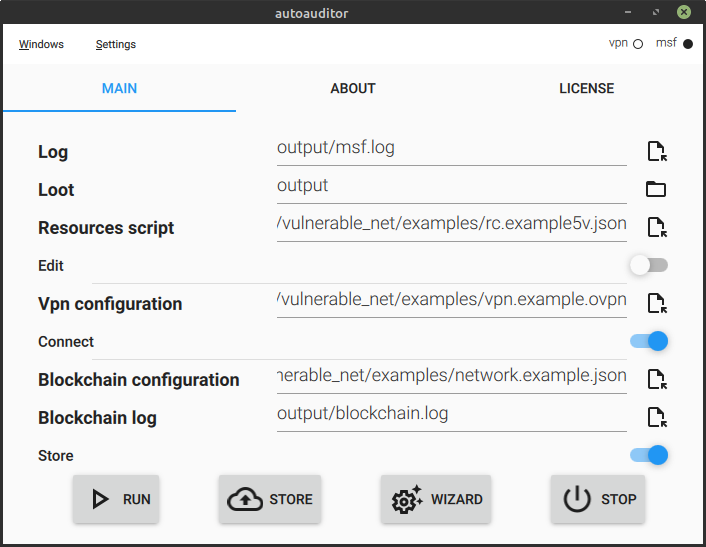 autoauditor
Windows Settings vpn msf
MAIN ABOUT LICENSE
Log output/msf.log
Loot output
Resources script /vulnerable_net/examples/rc.example5v.json
Edit
Vpn configuration /vulnerable_net/examples/vpn.example.ovpn
Connect
Blockchain configuration nerable_net/examples/network.example.json
Blockchain log output/blockchain.log
Store
RUN STORE WIZARD STOP